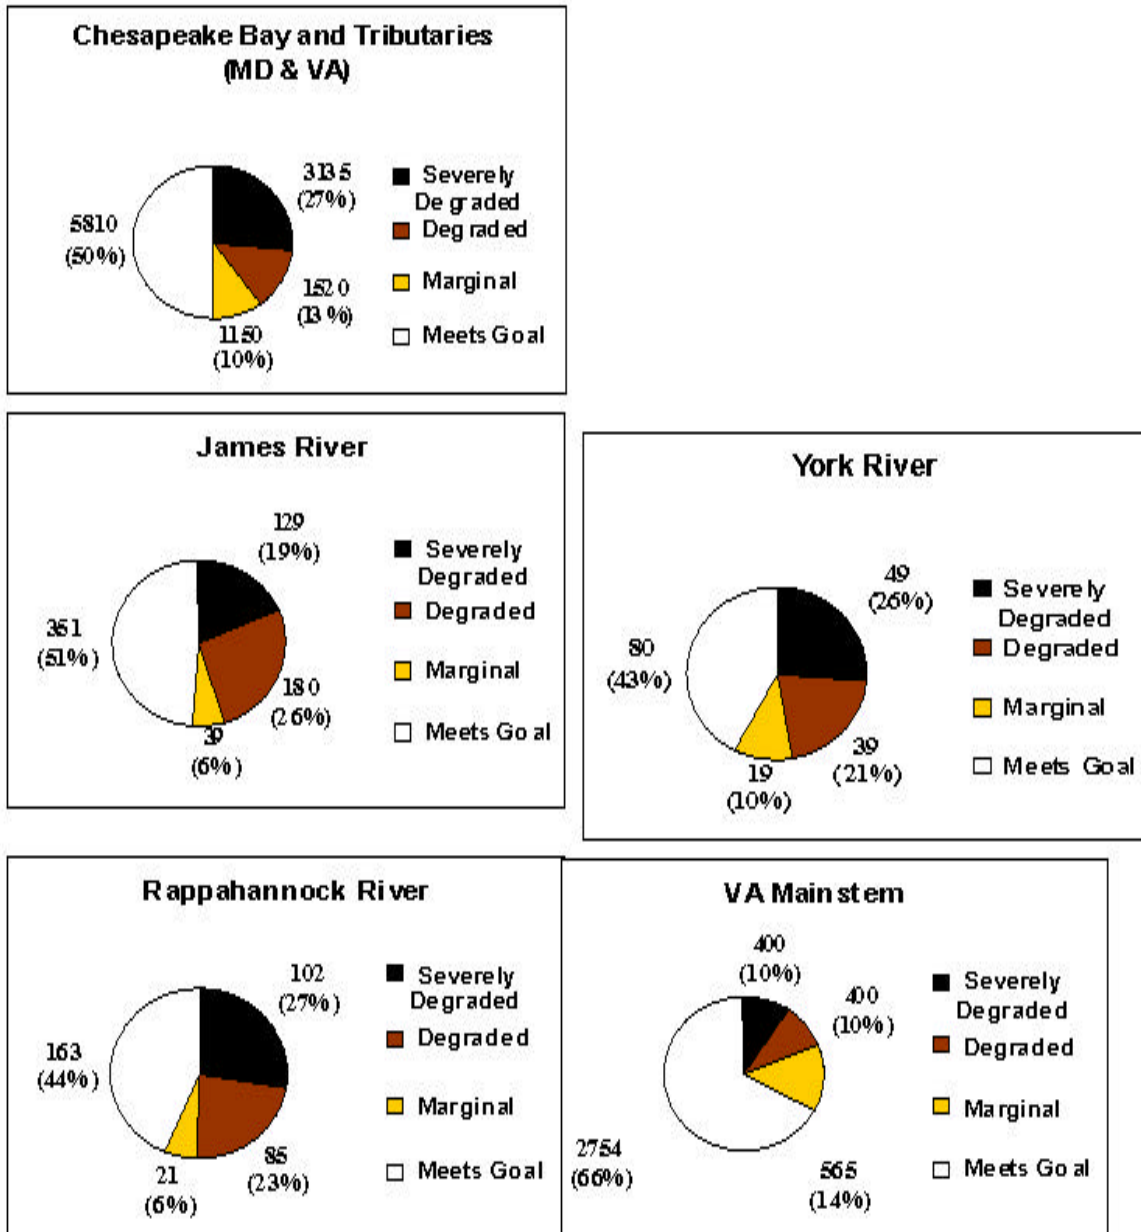 Chesapeake Bay and Tributaries
(MD & VA)
3135
(27%)
5810
(50%)
1520
(13%)
1150
(10%)
Severely
Degraded
Degraded
Marginal
Meets Goal
James River
129
(19%)
351
(51%)
180
(26%)
39
(6%)
Severely
Degraded
Degraded
Marginal
Meets Goal
York River
49
(26%)
80
(43%)
39
(21%)
19
(10%)
Severely
Degraded
Degraded
Marginal
Meets Goal
Rappahannock River
102
(27%)
163
(44%)
85
(23%)
21
(6%)
Severely
Degraded
Degraded
Marginal
Meets Goal
VA Mainstem
400
(10%)
400
(10%)
2754
(66%)
565
(14%)
Severely
Degraded
Degraded
Marginal
Meets Goal